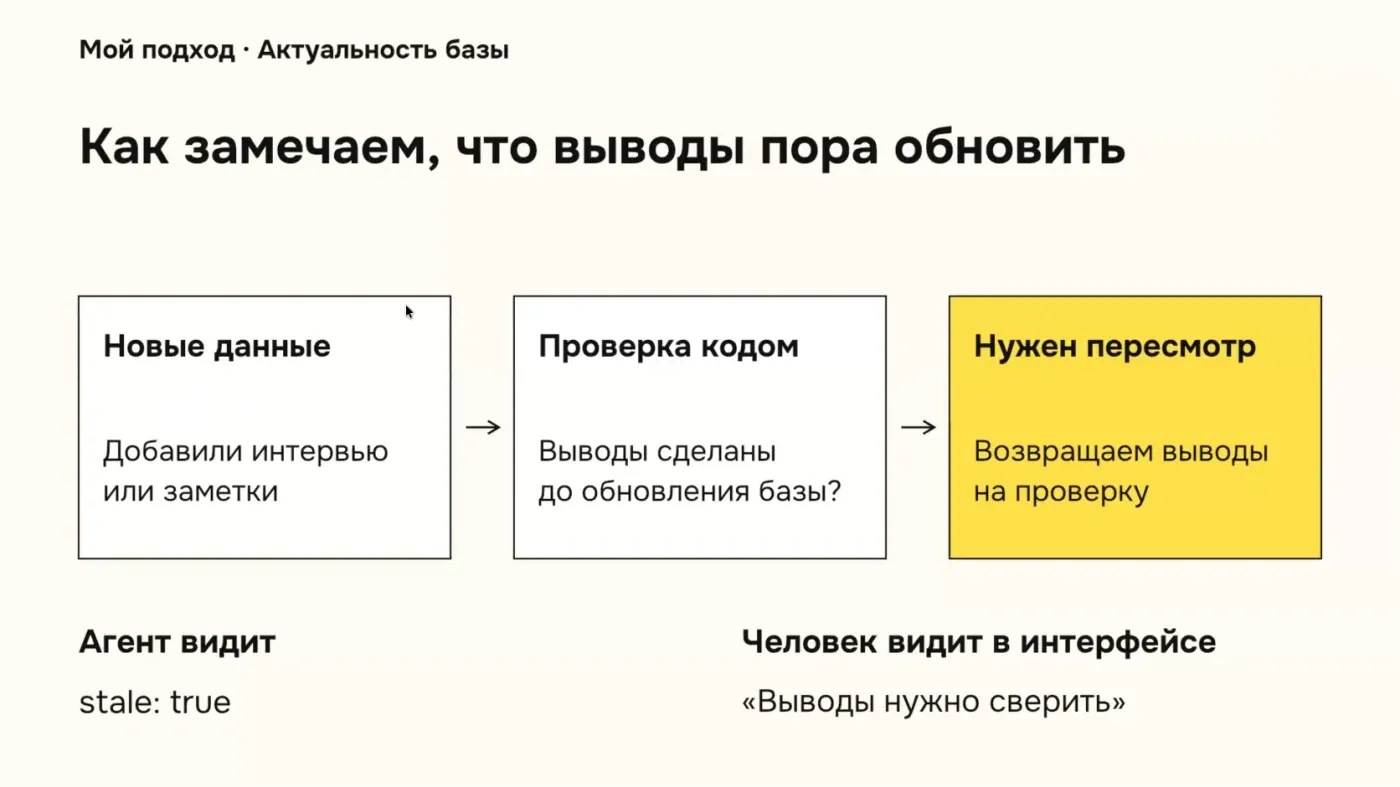 Мой подход · Актуальность базы
Как замечаем, что выводы пора обновить
Новые данные
Добавили интервью
или заметки
Проверка кодом
Выводы сделаны
до обновления базы?
Нужен пересмотр
Возвращаем выводы
на проверку
Агент видит
stale: true
Человек видит в интерфейсе
«Выводы нужно сверить»